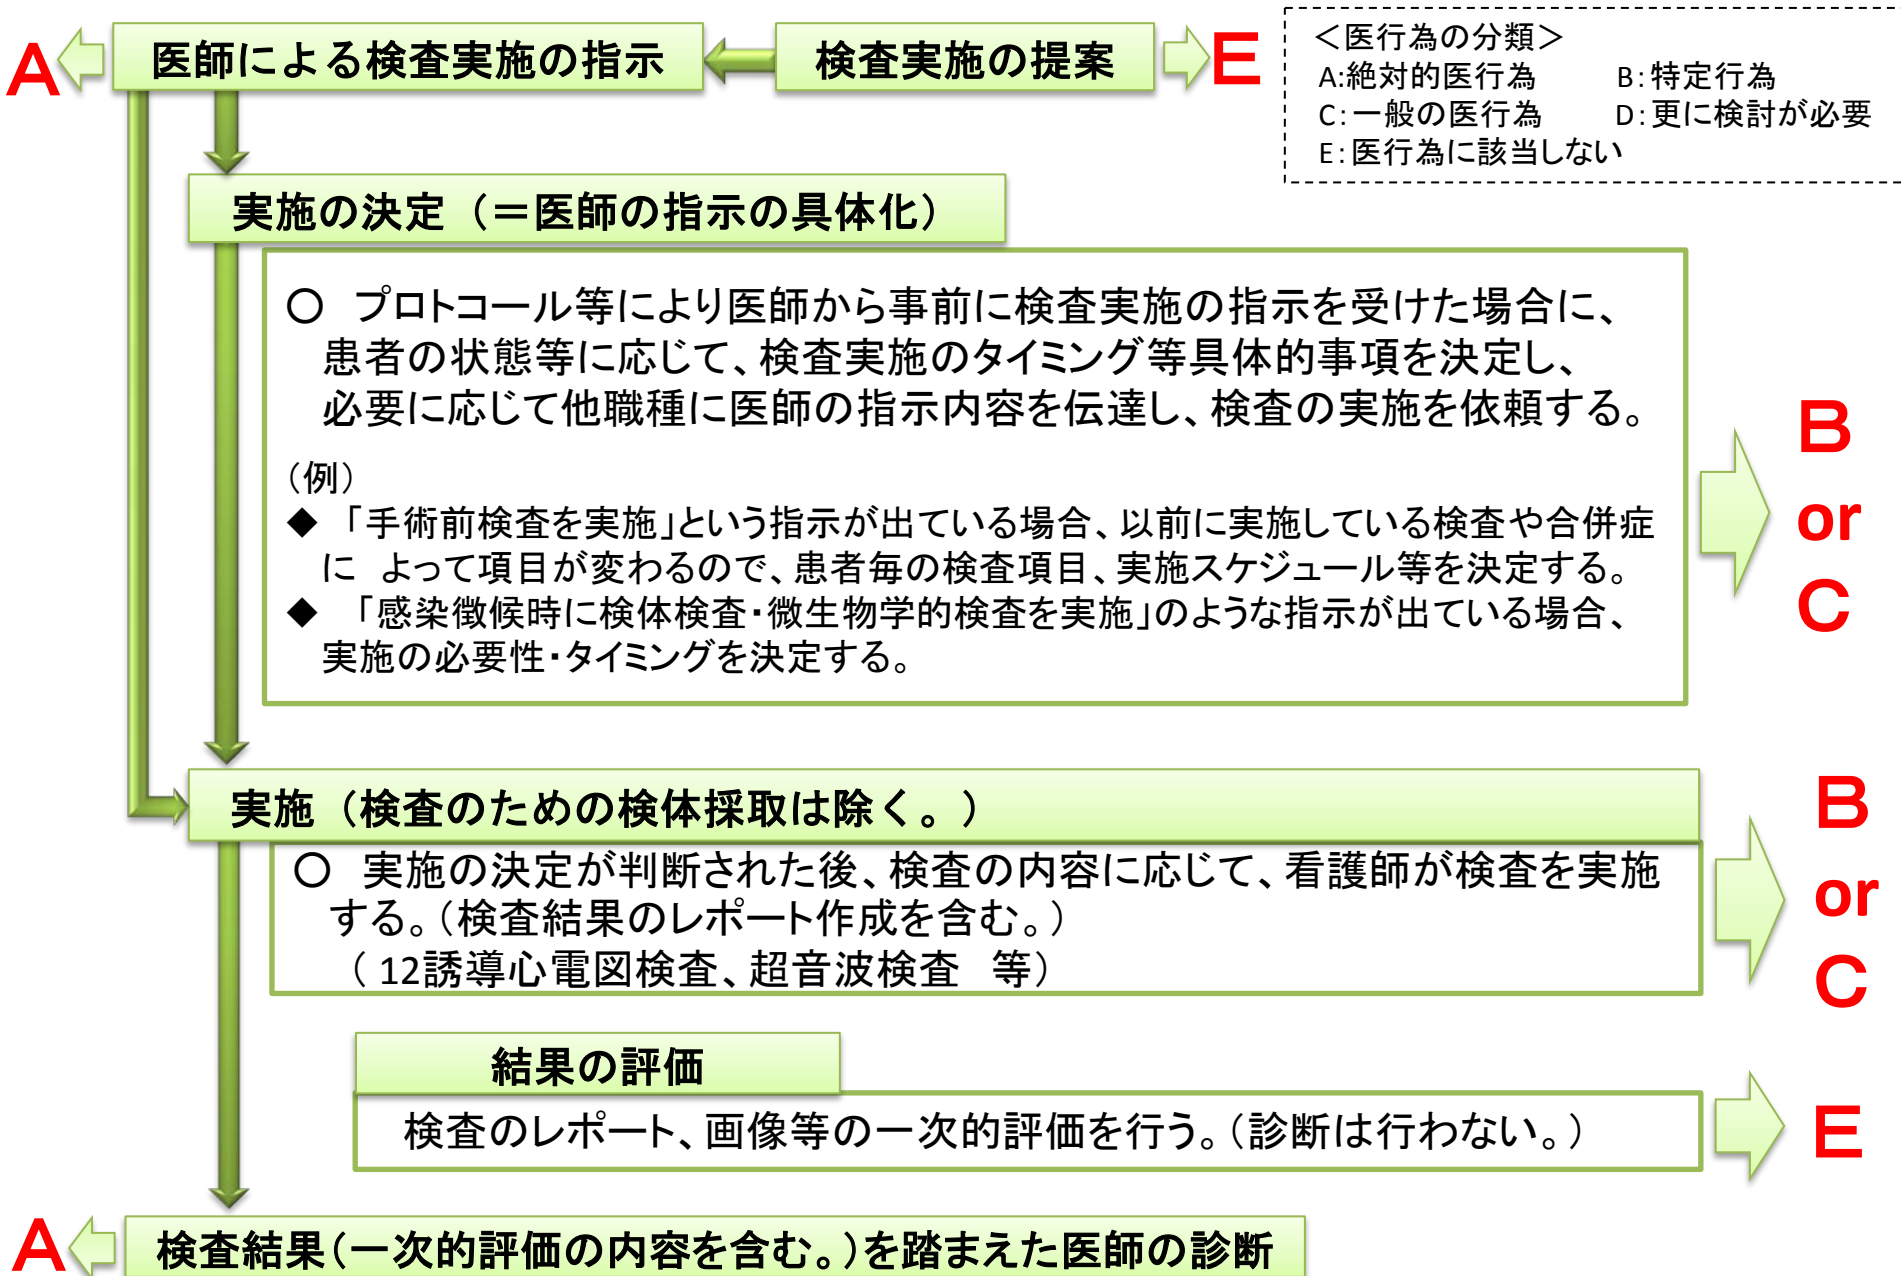 A
医師による検査実施の指示
検査実施の提案
E
＜医行為の分類＞
A:絶対的医行為　　B：特定行為
C：一般の医行為　　D：更に検討が必要
E：医行為に該当しない
実施の決定（＝医師の指示の具体化）
○　プロトコール等により医師から事前に検査実施の指示を受けた場合に、
患者の状態等に応じて、検査実施のタイミング等具体的事項を決定し、
必要に応じて他職種に医師の指示内容を伝達し、検査の実施を依頼する。
（例）
◆　「手術前検査を実施」という指示が出ている場合、以前に実施している検査や合併症
に　よって項目が変わるので、患者毎の検査項目、実施スケジュール等を決定する。
◆　「感染徴候時に検体検査・微生物学的検査を実施」のような指示が出ている場合、
実施の必要性・タイミングを決定する。
B
or
C
実施（検査のための検体採取は除く。）
○　実施の決定が判断された後、検査の内容に応じて、看護師が検査を実施
する。（検査結果のレポート作成を含む。）
（ 12誘導心電図検査、超音波検査　等）
B
or
C
結果の評価
検査のレポート、画像等の一次的評価を行う。（診断は行わない。）
E
A
検査結果（一次的評価の内容を含む。）を踏まえた医師の診断